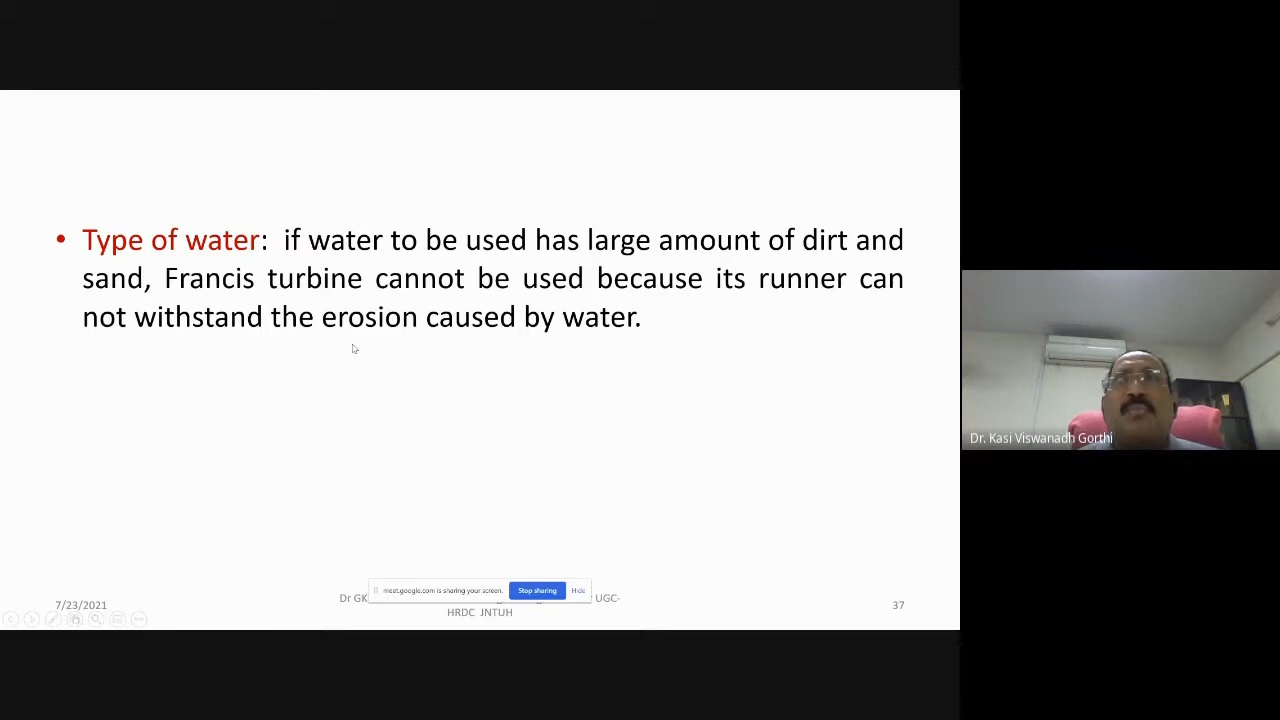 • Type of water: if water to be used has large amount of dirt and
sand, Francis turbine cannot be used because its runner can
not withstand the erosion caused by water.
Dr. Kasi Viswanadh Gorthi
meet.google.com is sharing your screen. Stop sharing Hide
7/23/2021
Dr GK UGC-
HRDC JNTUH
37